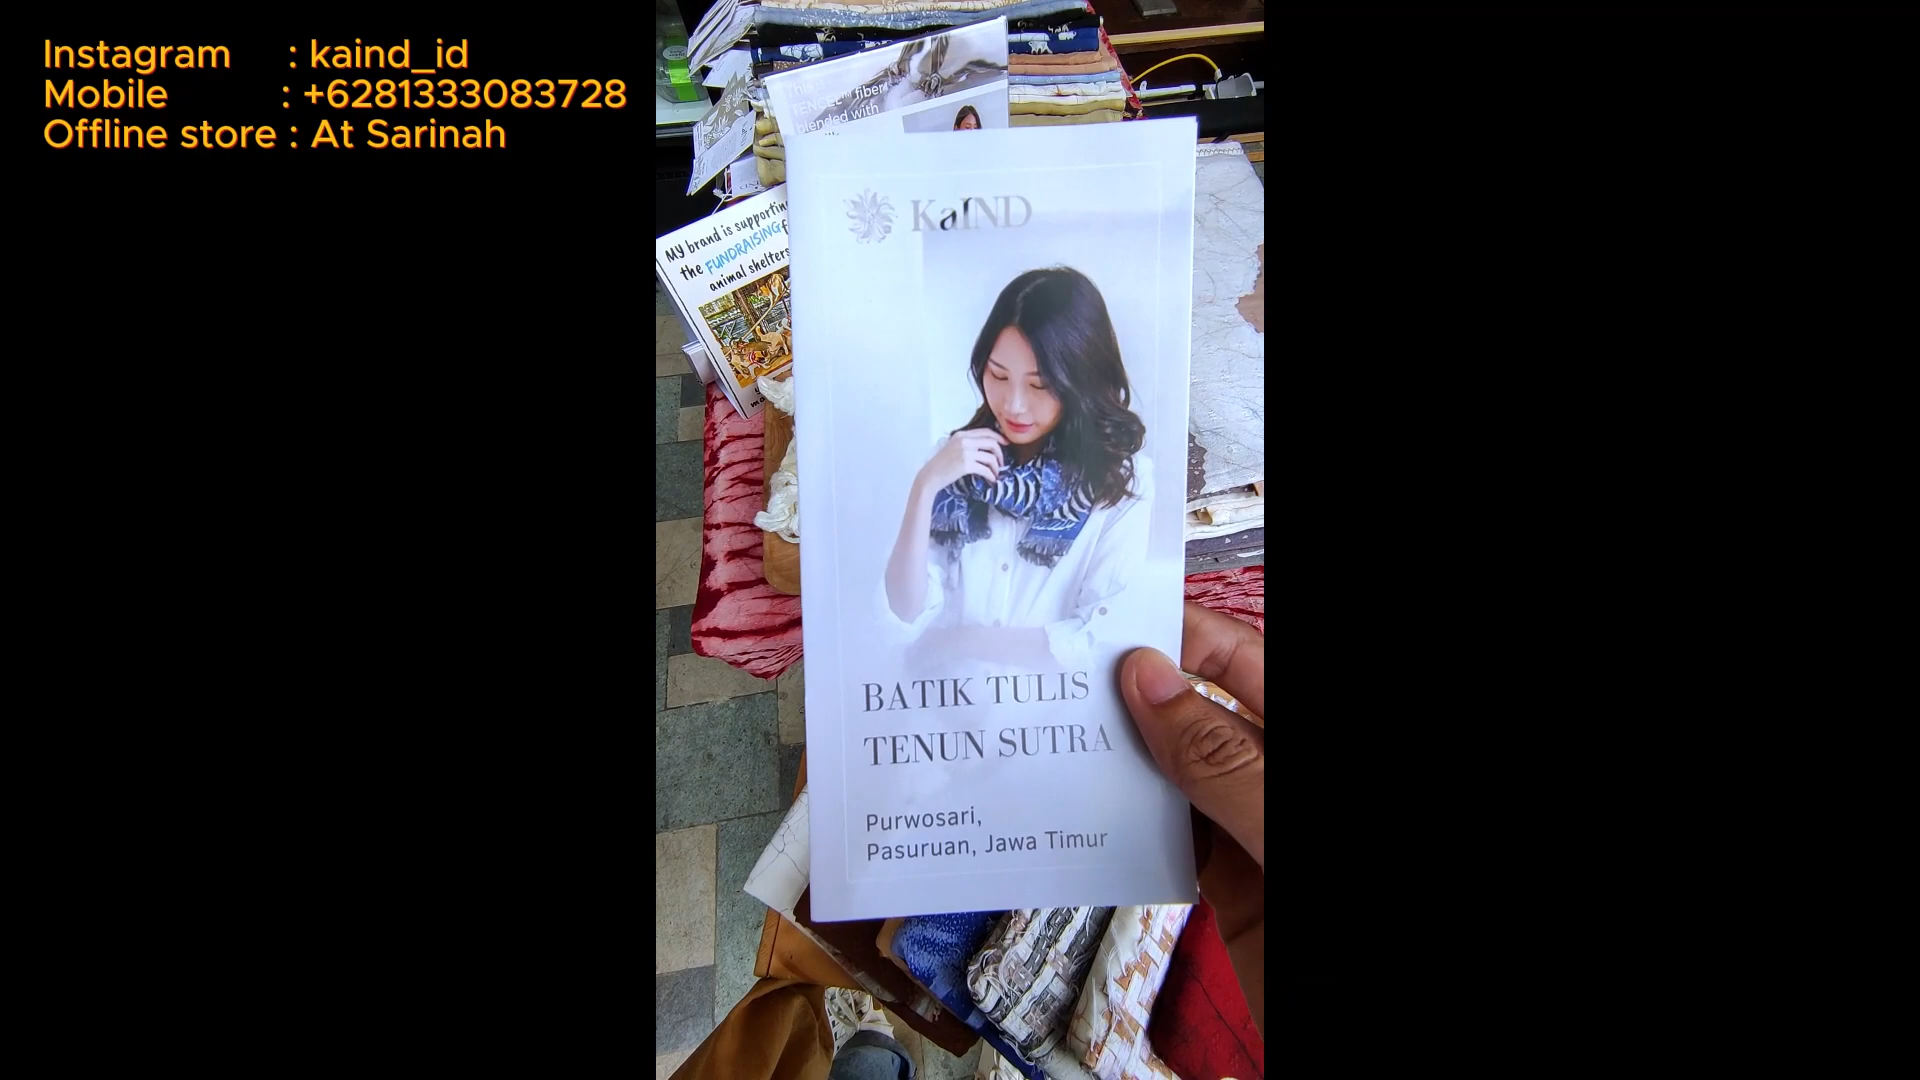 Instagram : kaind_id
Mobile : +6281333083728
Offline store : At Sarinah
TENCEL™ fiber
blended with
My brand is supporting
the FUNDRAISING
animal shelters
KaIND
BATIK TULIS
TENUN SUTRA
Purwosari,
Pasuruan, Jawa Timur